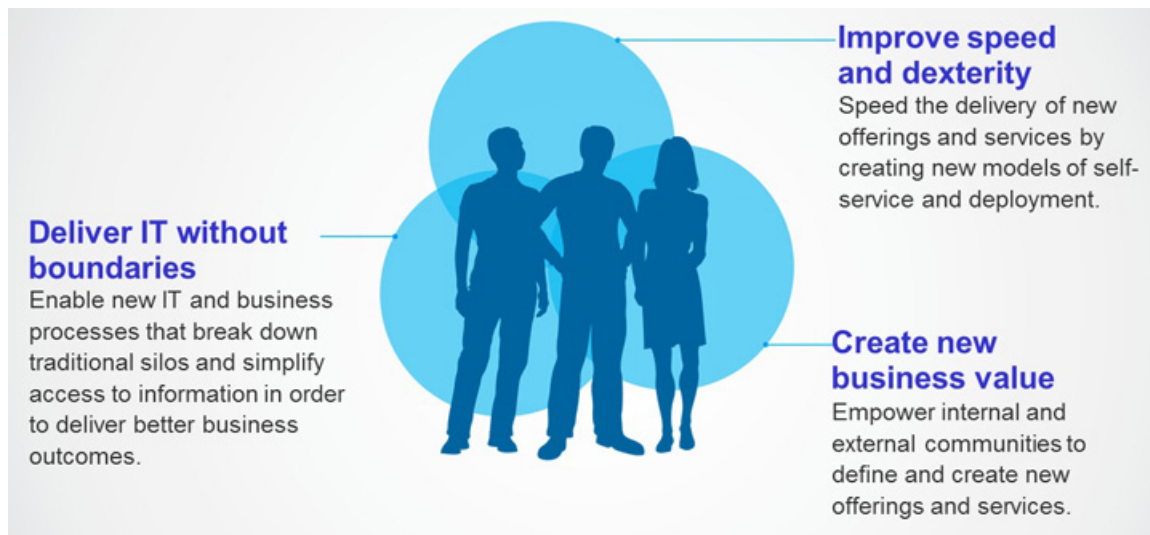 Improve speed
and dexterity
Speed the delivery of new
offerings and services by
creating new models of self-
service and deployment.
Deliver IT without
boundaries
Enable new IT and business
processes that break down
traditional silos and simplify
access to information in order
to deliver better business
outcomes.
Create new
business value
Empower internal and
external communities to
define and create new
offerings and services.